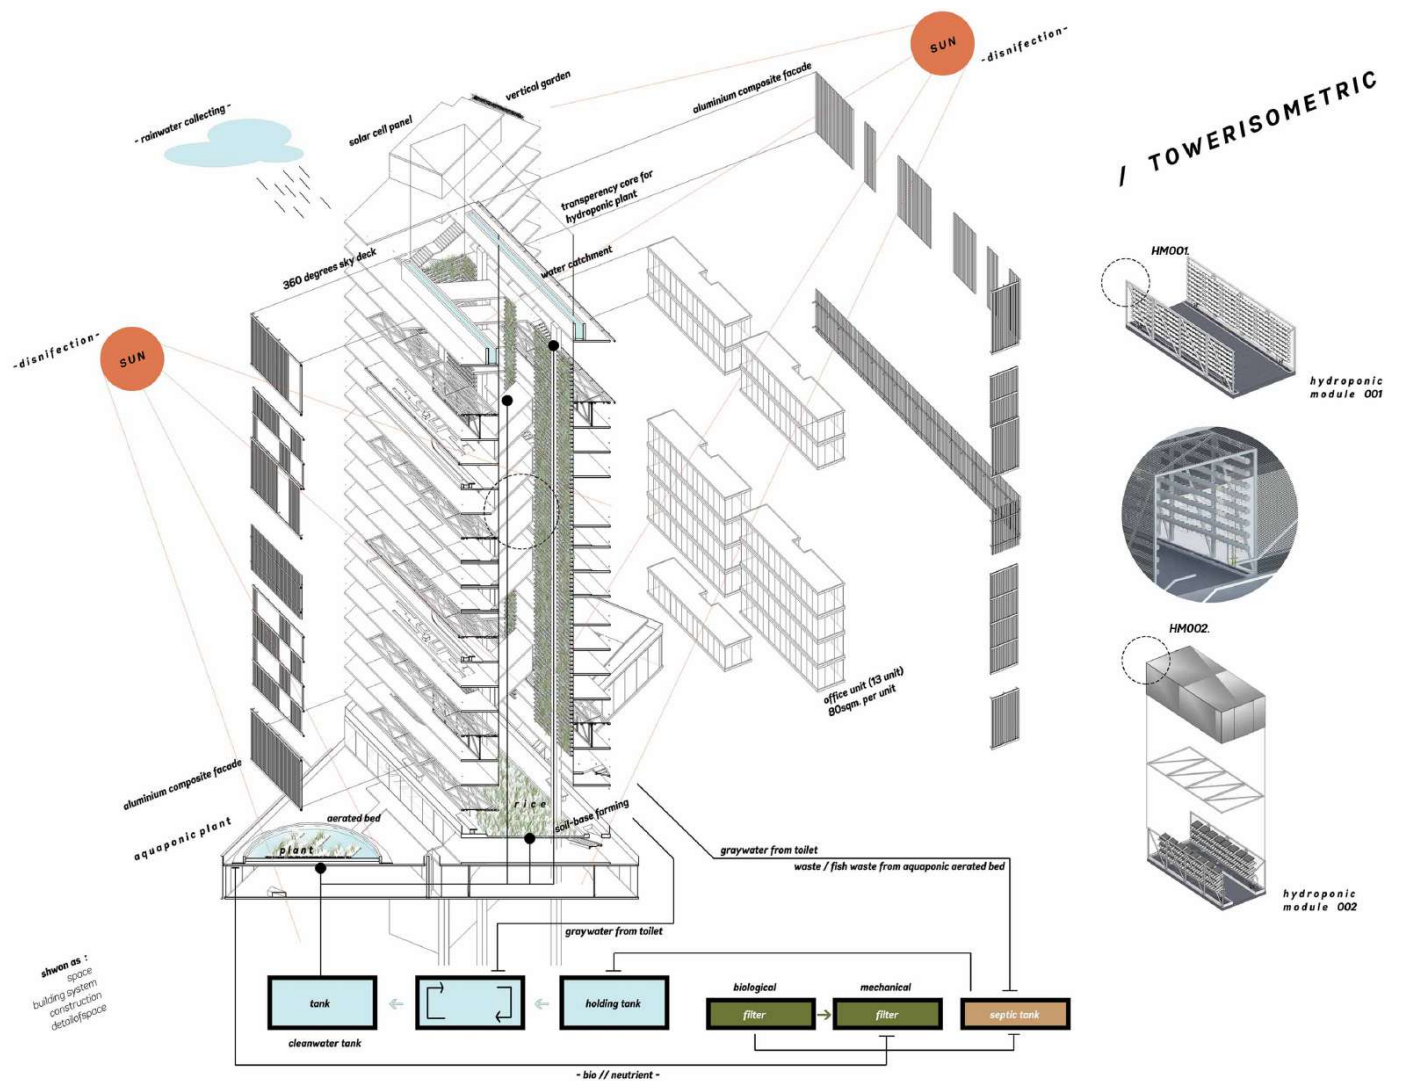 SUN
-disnifection-
/ TOWERISOMETRIC
- rainwater collecting -
solar cell panel
vertical garden
aluminium composite facade
transparency core for
hydroponic plant
water catchment
360 degrees sky deck
-disnifection-
SUN
HM001.
hydroponic
module 001
HM002.
hydroponic
module 002
office unit (13 unit)
80sqm. per unit
aluminium composite facade
aquaponic plant
aerated bed
plant
rice
soil-base farming
graywater from toilet
waste / fish waste from aquaponic aerated bed
graywater from toilet
shwon as :
space
building system
construction
detailofspace
tank
cleanwater tank
holding tank
biological
filter
mechanical
filter
septic tank
- bio // neutrient -